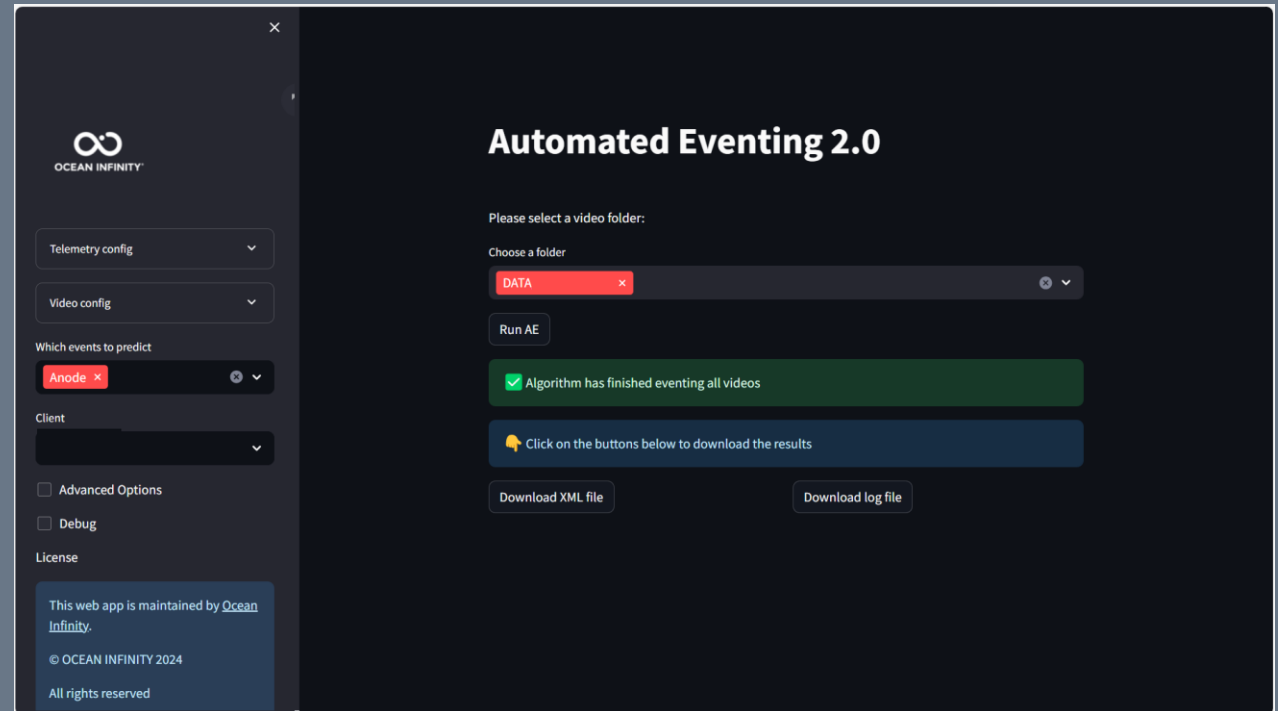 OCEAN INFINITY
Telemetry config
Video config
Which events to predict
Anode ×
Client
Advanced Options
Debug
License
This web app is maintained by Ocean
Infinity.
© OCEAN INFINITY 2024
All rights reserved
Automated Eventing 2.0
Please select a video folder:
Choose a folder
DATA ×
Run AE
Algorithm has finished eventing all videos
Click on the buttons below to download the results
Download XML file
Download log file